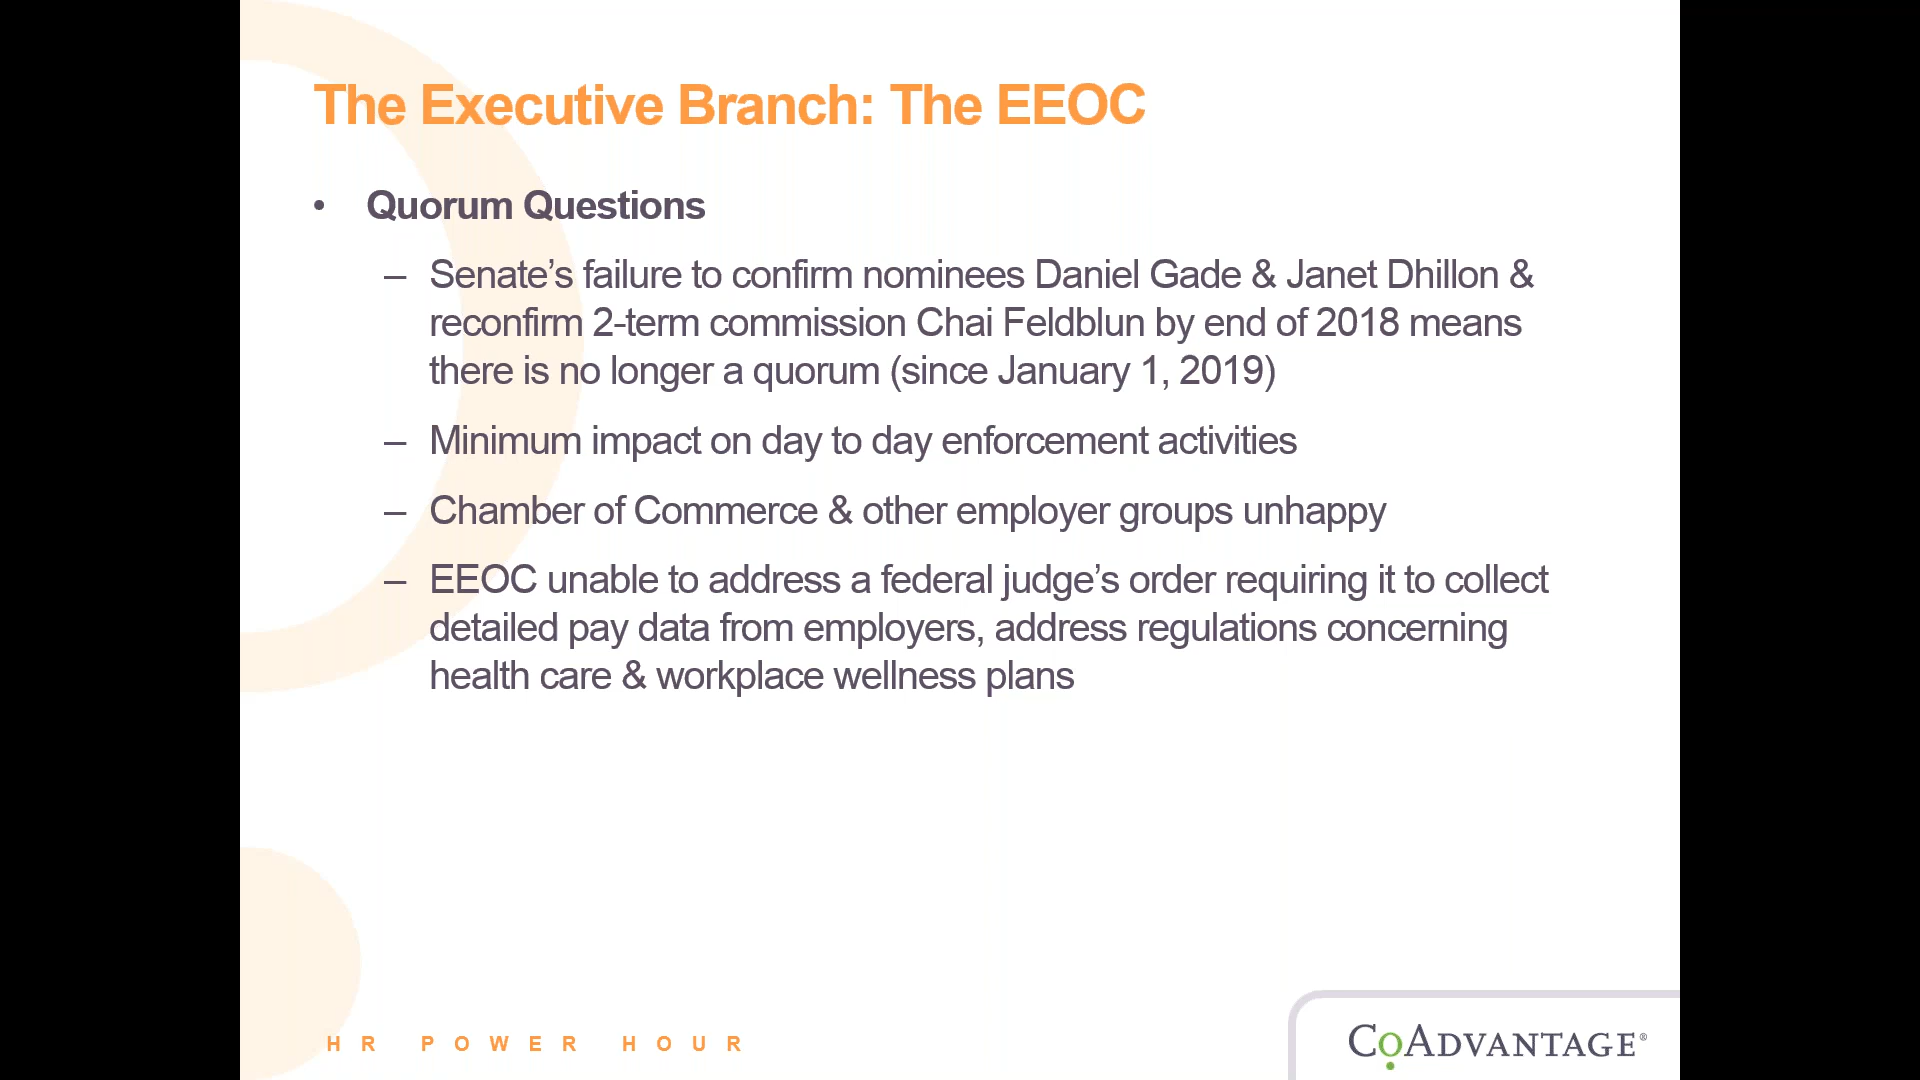 The Executive Branch: The EEOC
• Quorum Questions
– Senate’s failure to confirm nominees Daniel Gade & Janet Dhillon &
reconfirm 2-term commission Chai Feldblun by end of 2018 means
there is no longer a quorum (since January 1, 2019)
– Minimum impact on day to day enforcement activities
– Chamber of Commerce & other employer groups unhappy
– EEOC unable to address a federal judge’s order requiring it to collect
detailed pay data from employers, address regulations concerning
health care & workplace wellness plans
HR POWER HOUR
CoAdvantage®